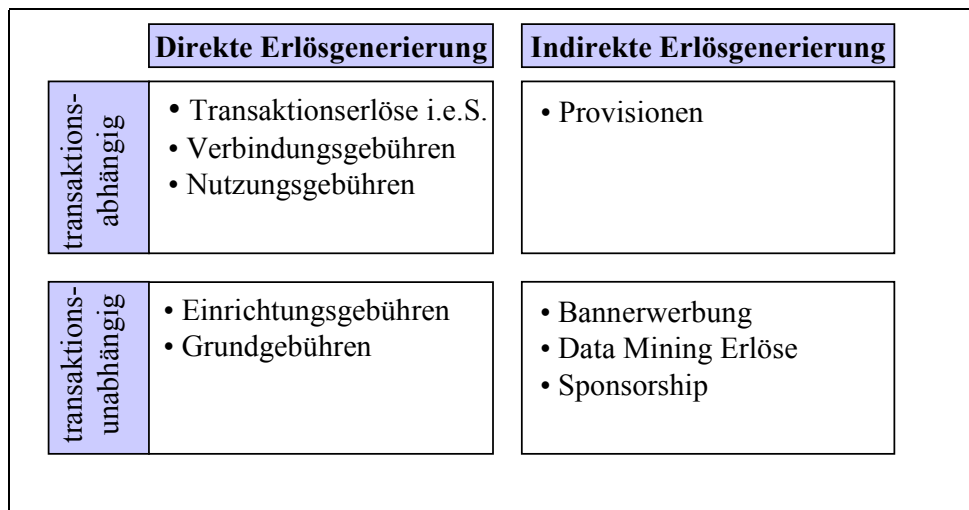 Direkte Erlösgenerierung
Indirekte Erlösgenerierung
transaktions-
abhängig
• Transaktionserlöse i.e.S.
• Verbindungsgebühren
• Nutzungsgebühren
• Provisionen
transaktions-
unabhängig
• Einrichtungsgebühren
• Grundgebühren
• Bannerwerbung
• Data Mining Erlöse
• Sponsorship